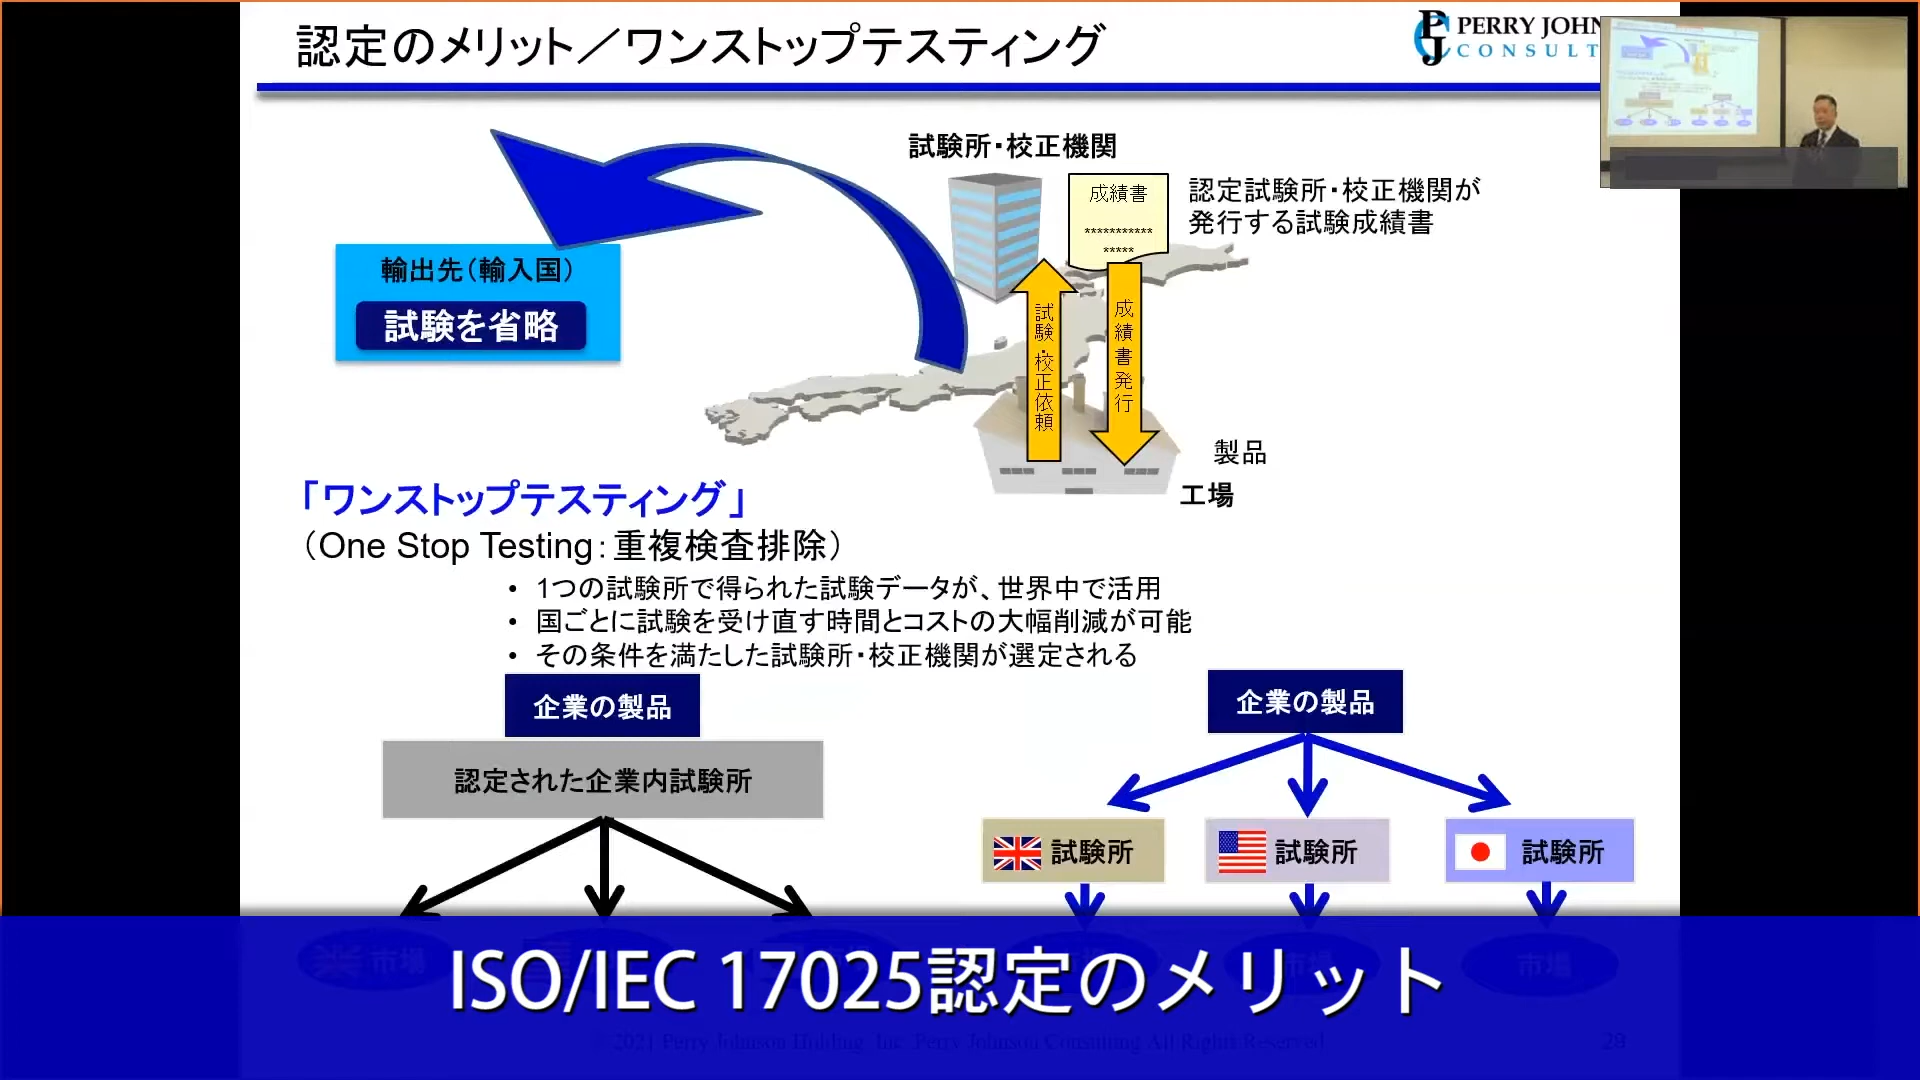 認定のメリット／ワンストップテスティング
PERRY JOHN
CONSULT
試験所・校正機関
成績書
***********
*****
認定試験所・校正機関が
発行する試験成績書
輸出先（輸入国）
試験を省略
試験・校正依頼
成績書発行
製品
工場
「ワンストップテスティング」
（One Stop Testing：重複検査排除）
• 1つの試験所で得られた試験データが、世界中で活用
• 国ごとに試験を受け直す時間とコストの大幅削減が可能
• その条件を満たした試験所・校正機関が選定される
企業の製品
認定された企業内試験所
企業の製品
試験所
試験所
試験所
市場
市場
市場
ISO/IEC 17025認定のメリット
© 2021 Perry Johnson Holding, Inc. Perry Johnson Consulting All Rights Reserved.
29